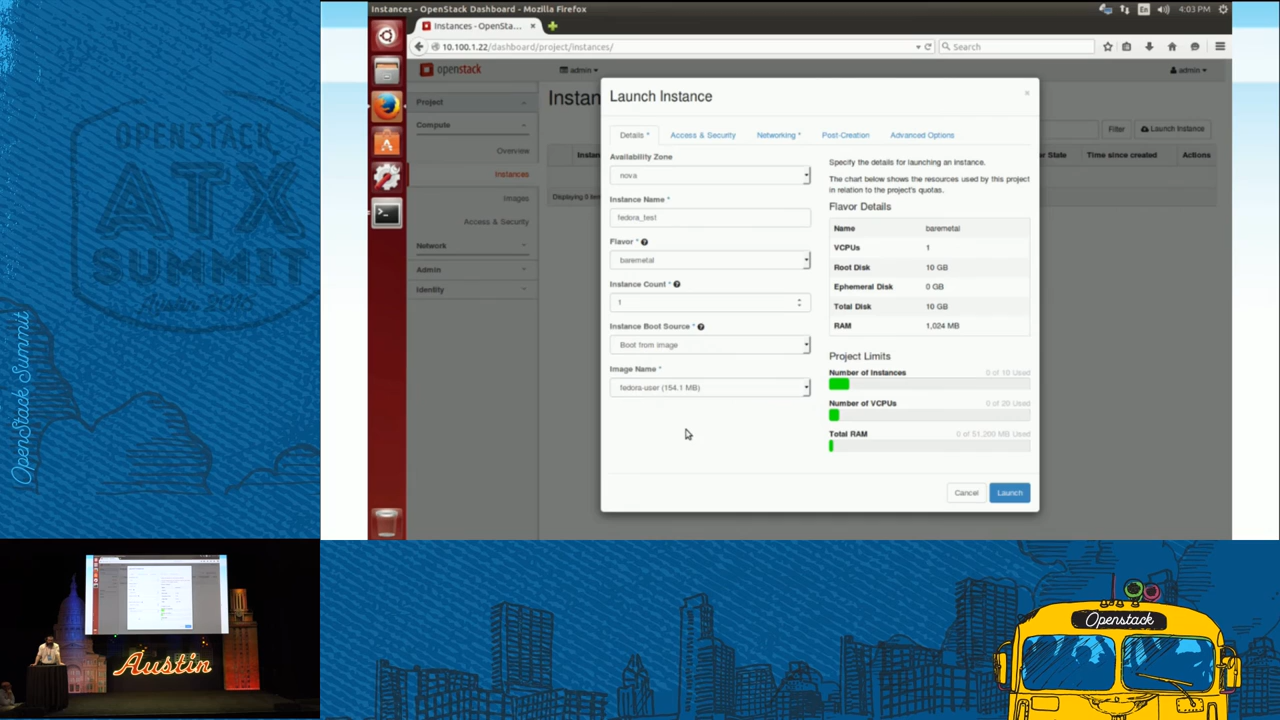 Instances - OpenStack Dashboard - Mozilla Firefox
En
4:03 PM
Instances - OpenSta...
10.100.1.22/dashboard/project/instances/
Search
openstack
admin
admin
Project
Compute
Overview
Instances
Images
Access & Security
Network
Admin
Identity
Instan
Filter
Launch Instance
Instan
r State
Time since created
Actions
Displaying 0 item
Launch Instance
Details *
Access & Security
Networking *
Post-Creation
Advanced Options
Availability Zone
nova
Instance Name *
fedora_test
Flavor *
baremetal
Instance Count *
1
Instance Boot Source *
Boot from image
Image Name *
fedora-user (154.1 MB)
Specify the details for launching an instance.
The chart below shows the resources used by this project
in relation to the project's quotas.
Flavor Details
Name baremetal
VCPUs 1
Root Disk 10 GB
Ephemeral Disk 0 GB
Total Disk 10 GB
RAM 1,024 MB
Project Limits
Number of Instances 0 of 10 Used
Number of VCPUs 0 of 20 Used
Total RAM 0 of 51,200 MB Used
Cancel
Launch
OpenStack Summit
Austin
Openstack